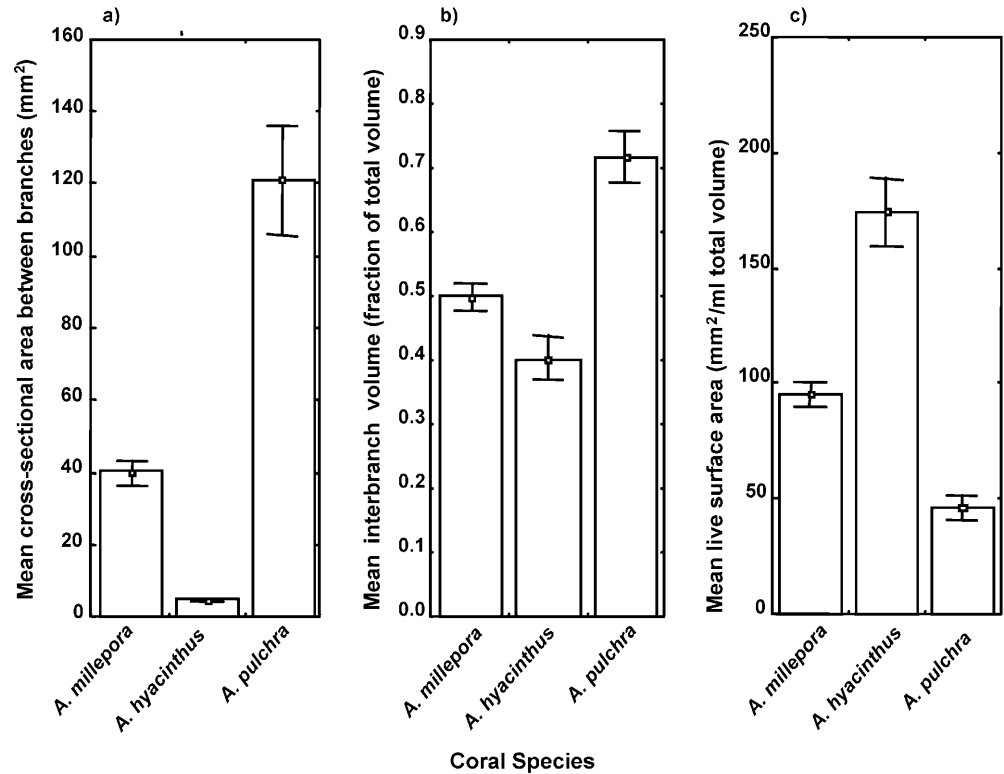 a)
Mean cross-sectional area between branches (mm²)
160
140
120
100
80
60
40
20
0
A. millepora
A. hyacinthus
A. pulchra
b)
Mean interbranch volume (fraction of total volume)
0.9
0.8
0.7
0.6
0.5
0.4
0.3
0.2
0.1
0.0
A. millepora
A. hyacinthus
A. pulchra
c)
Mean live surface area (mm²/ml total volume)
250
200
150
100
50
0
A. millepora
A. hyacinthus
A. pulchra
Coral Species